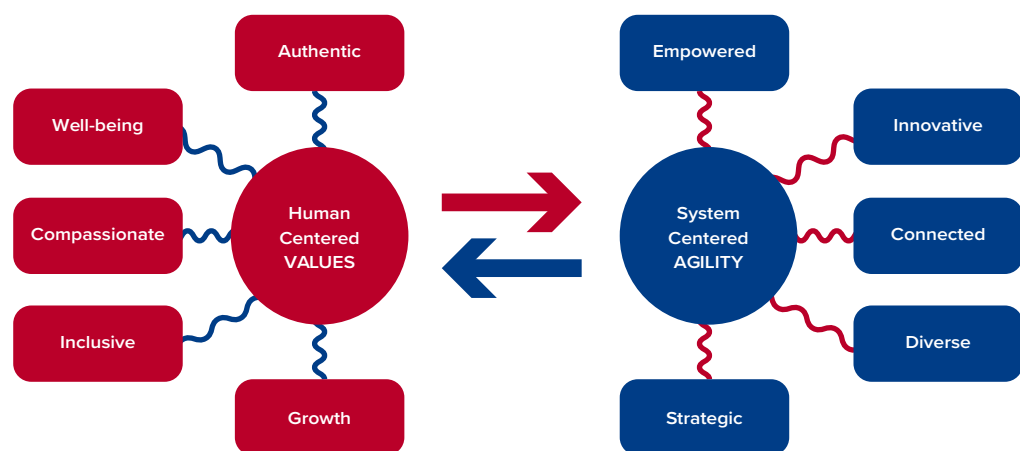 Authentic
Well-being
Compassionate
Inclusive
Growth
Human
Centered
VALUES
Empowered
Innovative
Connected
Diverse
Strategic
System
Centered
AGILITY